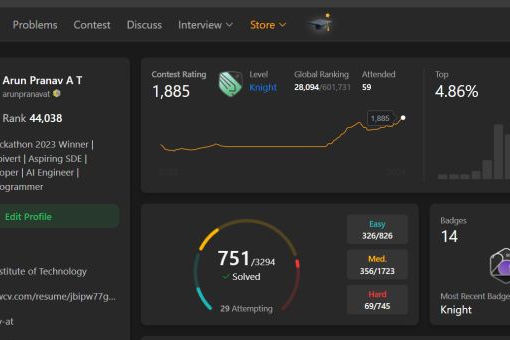 Problems Contest Discuss Interview Store
Arun Pranav A T
arunpranavat
Rank 44,038
ckathon 2023 Winner |
pivert | Aspiring SDE |
oper | AI Engineer |
ogrammer
Edit Profile
stitute of Technology
wcv.com/resume/jbipw77g...
y-at
Contest Rating
1,885
Level
Knight
Global Ranking
28,094/601,731
Attended
59
1,885
Top
4.86%
751/3294
Solved
29 Attempting
Easy
326/826
Med.
356/1723
Hard
69/745
Badges
14
Most Recent Badge
Knight